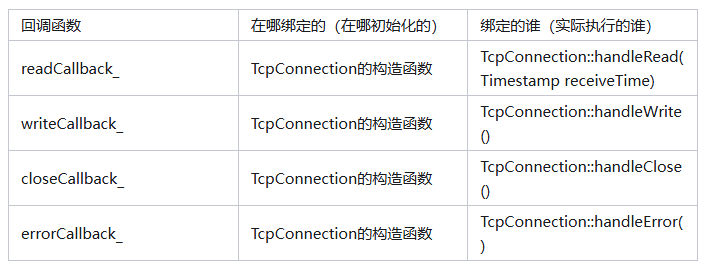 回调函数
在哪绑定的（在哪初始化的）
绑定的谁（实际执行的谁）
readCallback_
TcpConnection的构造函数
TcpConnection::handleRead(
Timestamp receiveTime)
writeCallback_
TcpConnection的构造函数
TcpConnection::handleWrite
()
closeCallback_
TcpConnection的构造函数
TcpConnection::handleClose
()
errorCallback_
TcpConnection的构造函数
TcpConnection::handleError(
)